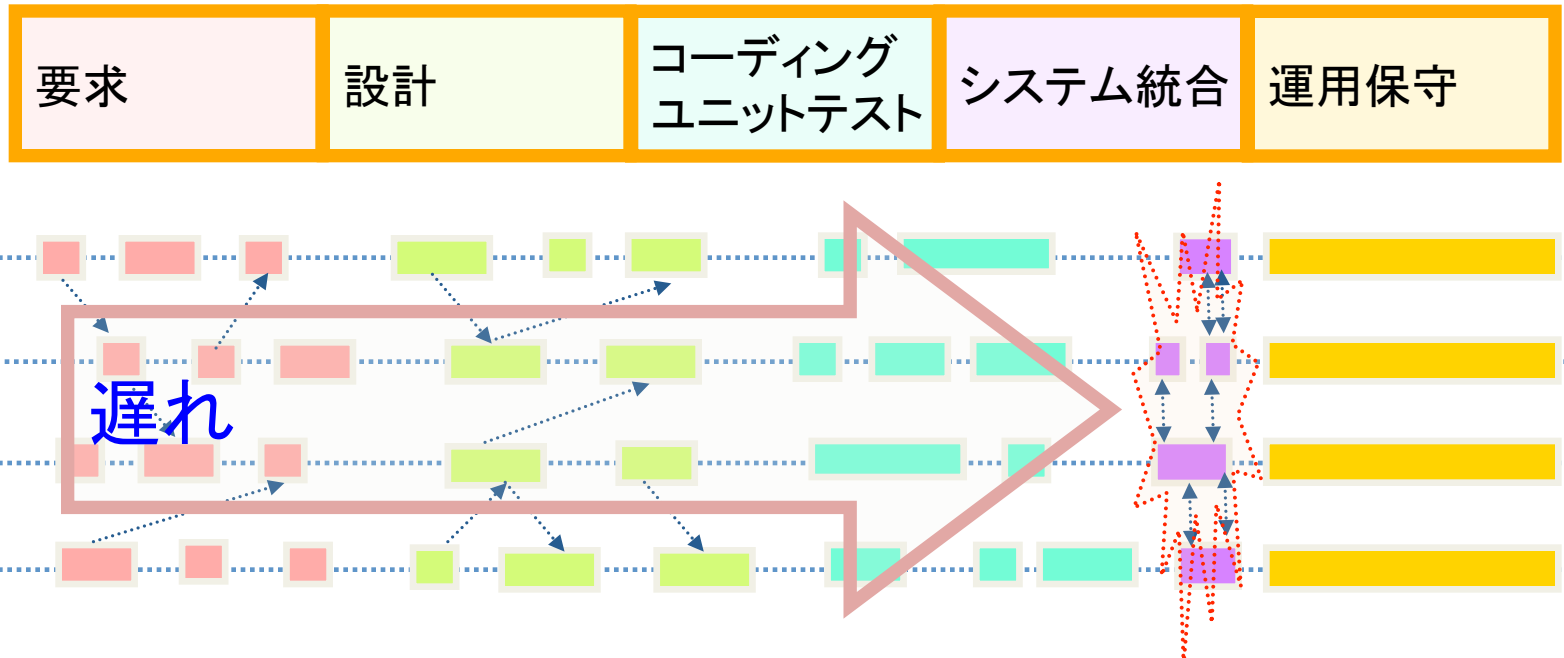 要求
設計
コーディング
ユニットテスト
システム統合
運用保守
遅れ